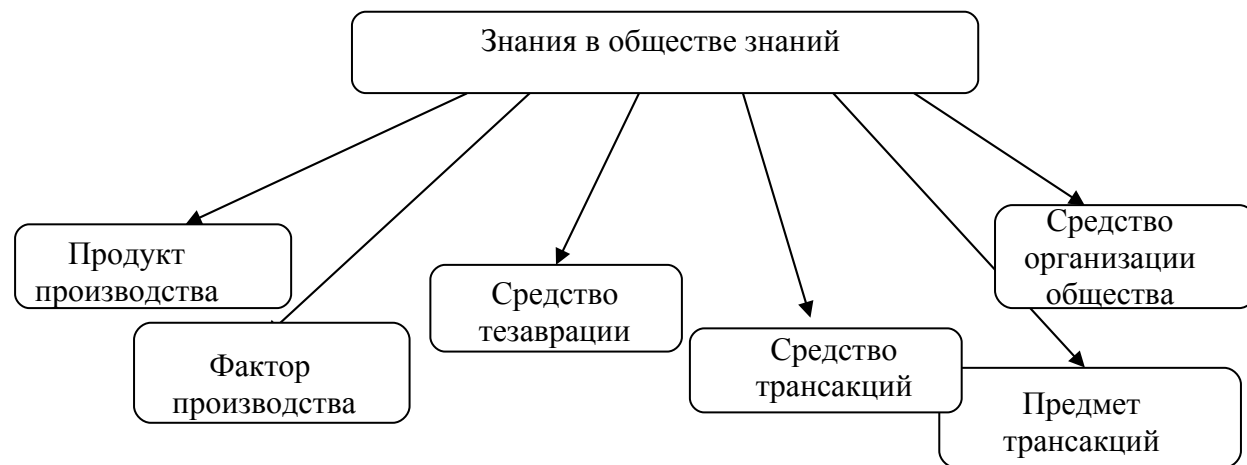 Знания в обществе знаний
Продукт
производства
Фактор
производства
Средство
тезаврации
Средство
трансакций
Предмет
трансакций
Средство
организации
общества